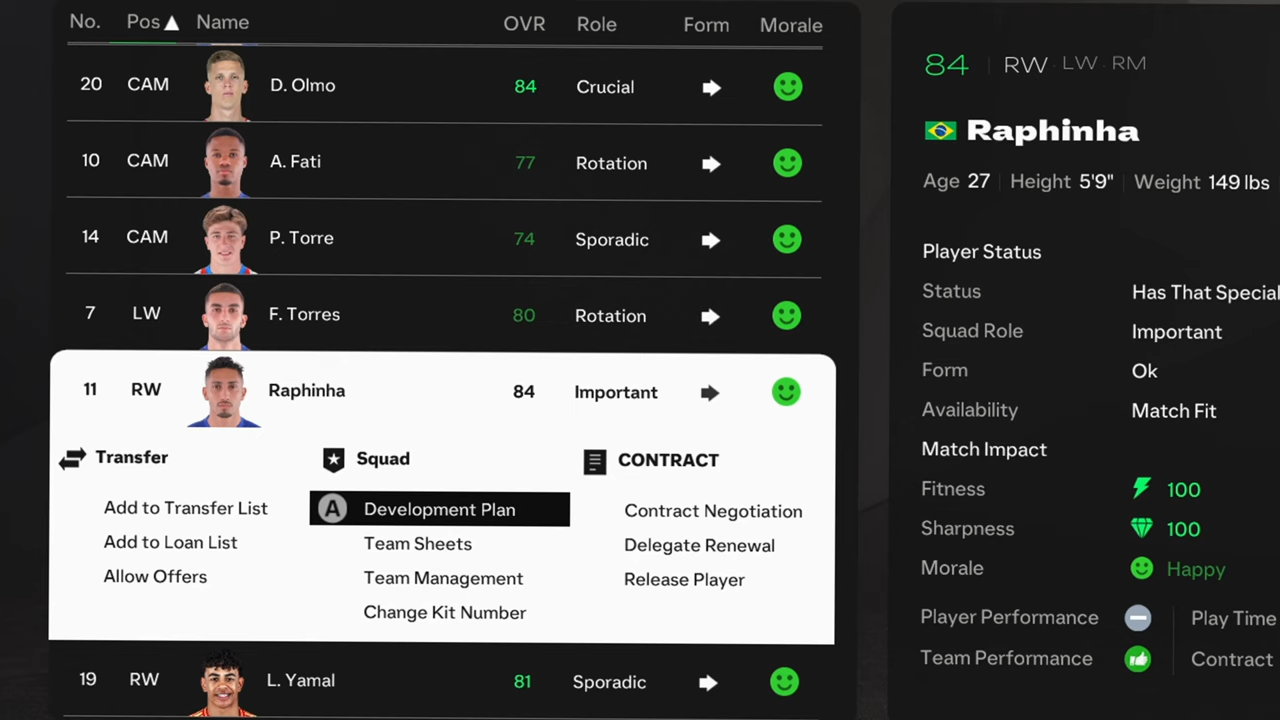 No. Pos Name OVR Role Form Morale
20 CAM D. Olmo 84 Crucial
10 CAM A. Fati 77 Rotation
14 CAM P. Torre 74 Sporadic
7 LW F. Torres 80 Rotation
11 RW Raphinha 84 Important
Transfer Squad CONTRACT
Add to Transfer List A Development Plan Contract Negotiation
Add to Loan List Team Sheets Delegate Renewal
Allow Offers Team Management Release Player
Change Kit Number
19 RW L. Yamal 81 Sporadic
84 RW LW RM
Raphinha
Age 27 Height 5'9" Weight 149 lbs
Player Status
Status Has That Special
Squad Role Important
Form Ok
Availability Match Fit
Match Impact
Fitness 100
Sharpness 100
Morale Happy
Player Performance Play Time
Team Performance Contract